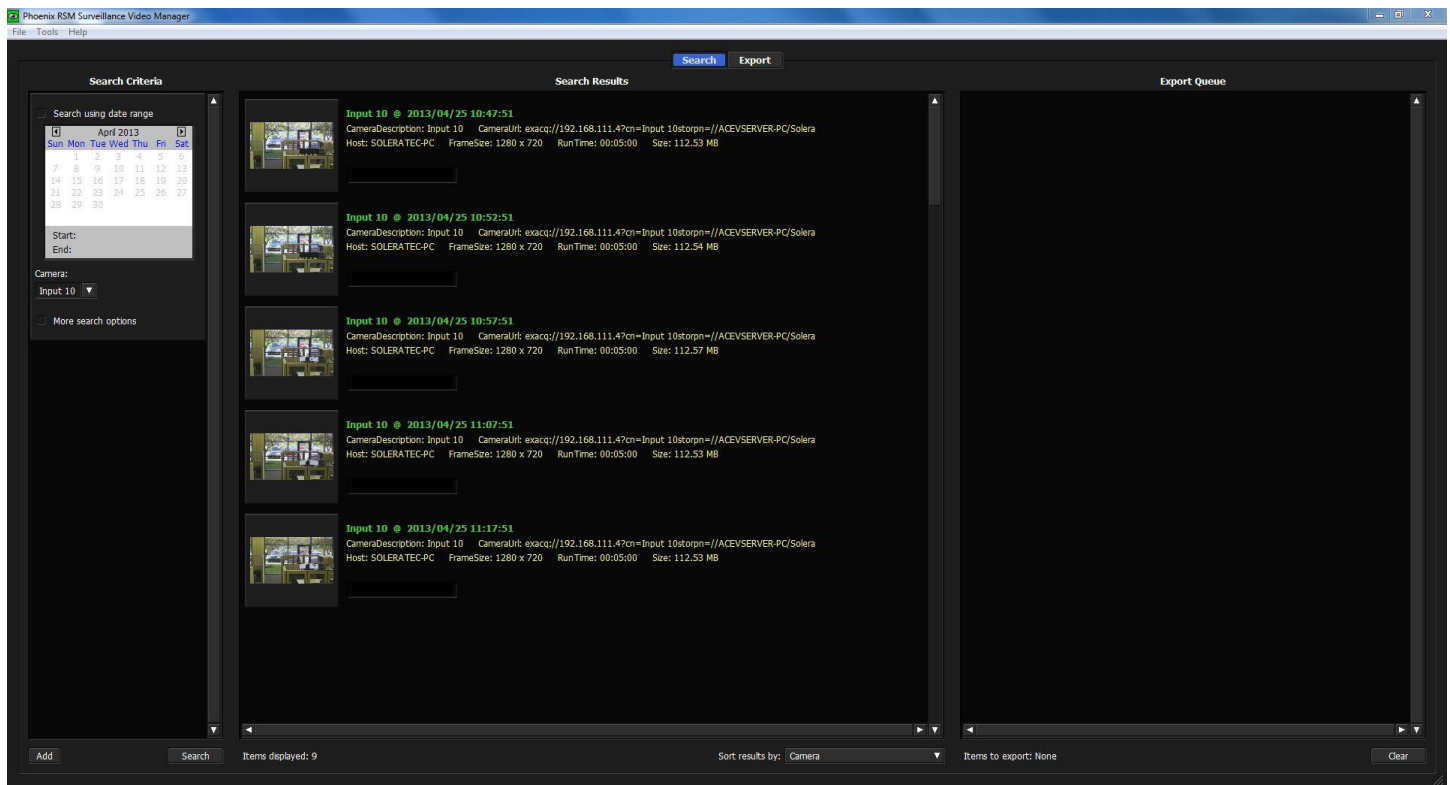 Phoenix RSM Surveillance Video Manager
File Tools Help
Search Export
Search Criteria
Search using date range
April 2013
Sun Mon Tue Wed Thu Fri Sat
1 2 3 4 5 6
7 8 9 10 11 12 13
14 15 16 17 18 19 20
21 22 23 24 25 26 27
28 29 30
Start:
End:
Camera:
Input 10
More search options
Add Search
Search Results
Input 10 @ 2013/04/25 10:47:51
CameraDescription: Input 10 CameraUrl: exacq://192.168.111.4?cn=Input 10storpn=//ACEVSERVER-PC/Solera
Host: SOLERATEC-PC FrameSize: 1280 x 720 RunTime: 00:05:00 Size: 112.53 MB
Input 10 @ 2013/04/25 10:52:51
CameraDescription: Input 10 CameraUrl: exacq://192.168.111.4?cn=Input 10storpn=//ACEVSERVER-PC/Solera
Host: SOLERATEC-PC FrameSize: 1280 x 720 RunTime: 00:05:00 Size: 112.54 MB
Input 10 @ 2013/04/25 10:57:51
CameraDescription: Input 10 CameraUrl: exacq://192.168.111.4?cn=Input 10storpn=//ACEVSERVER-PC/Solera
Host: SOLERATEC-PC FrameSize: 1280 x 720 RunTime: 00:05:00 Size: 112.57 MB
Input 10 @ 2013/04/25 11:07:51
CameraDescription: Input 10 CameraUrl: exacq://192.168.111.4?cn=Input 10storpn=//ACEVSERVER-PC/Solera
Host: SOLERATEC-PC FrameSize: 1280 x 720 RunTime: 00:05:00 Size: 112.53 MB
Input 10 @ 2013/04/25 11:17:51
CameraDescription: Input 10 CameraUrl: exacq://192.168.111.4?cn=Input 10storpn=//ACEVSERVER-PC/Solera
Host: SOLERATEC-PC FrameSize: 1280 x 720 RunTime: 00:05:00 Size: 112.53 MB
Items displayed: 9
Sort results by: Camera
Export Queue
Items to export: None
Clear